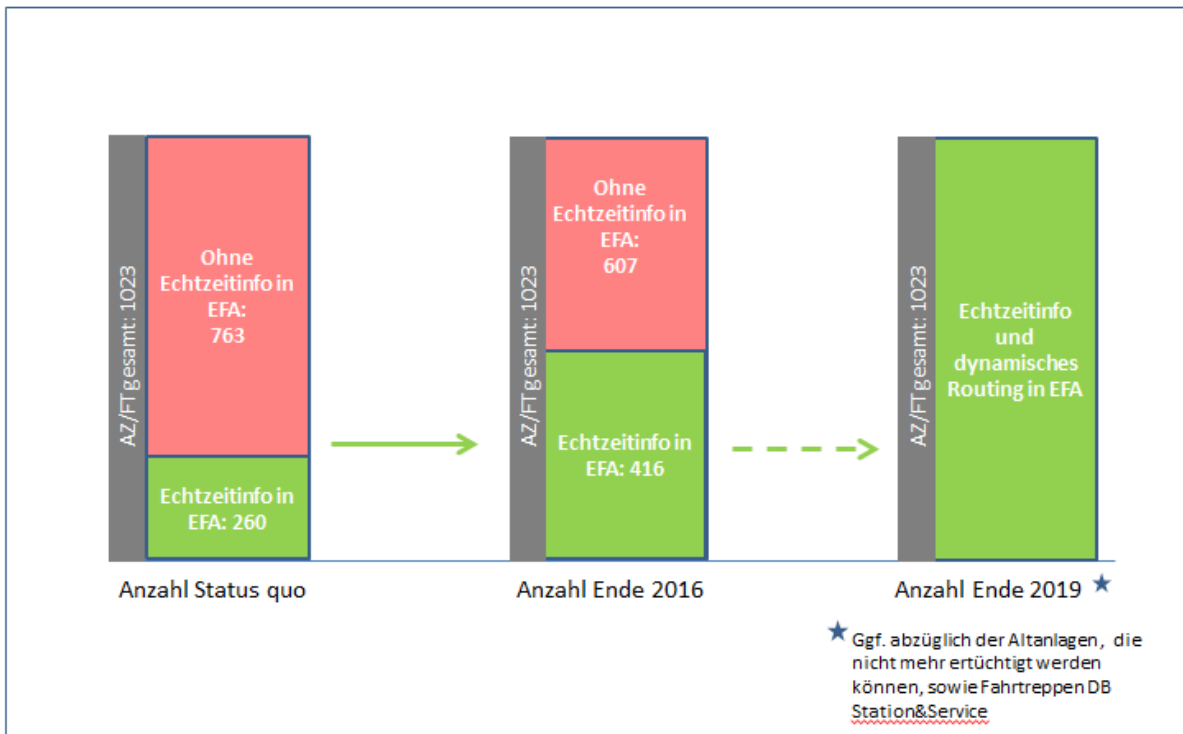 AZ/FT gesamt: 1023
Ohne
Echtzeitinfo in
EFA:
763
Echtzeitinfo in
EFA: 260
Anzahl Status quo
AZ/FT gesamt: 1023
Ohne
Echtzeitinfo in
EFA:
607
Echtzeitinfo in
EFA: 416
Anzahl Ende 2016
AZ/FT gesamt: 1023
Echtzeitinfo
und
dynamisches
Routing in EFA
Anzahl Ende 2019 ★
★ Ggf. abzüglich der Altanlagen, die
nicht mehr ertüchtigt werden
können, sowie Fahrtreppen DB
Station&Service